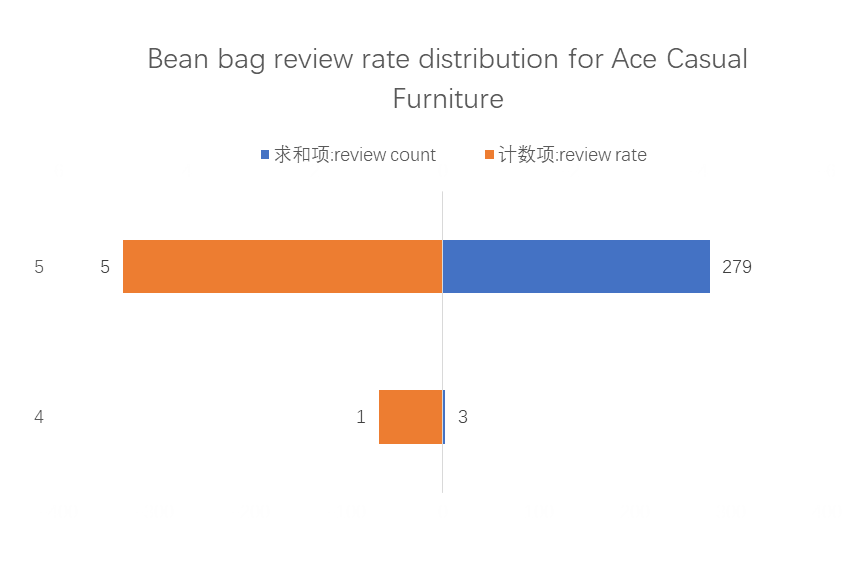 Bean bag review rate distribution for Ace Casual
Furniture
求和项:review count 计数项:review rate
5 5 279
4 1 3